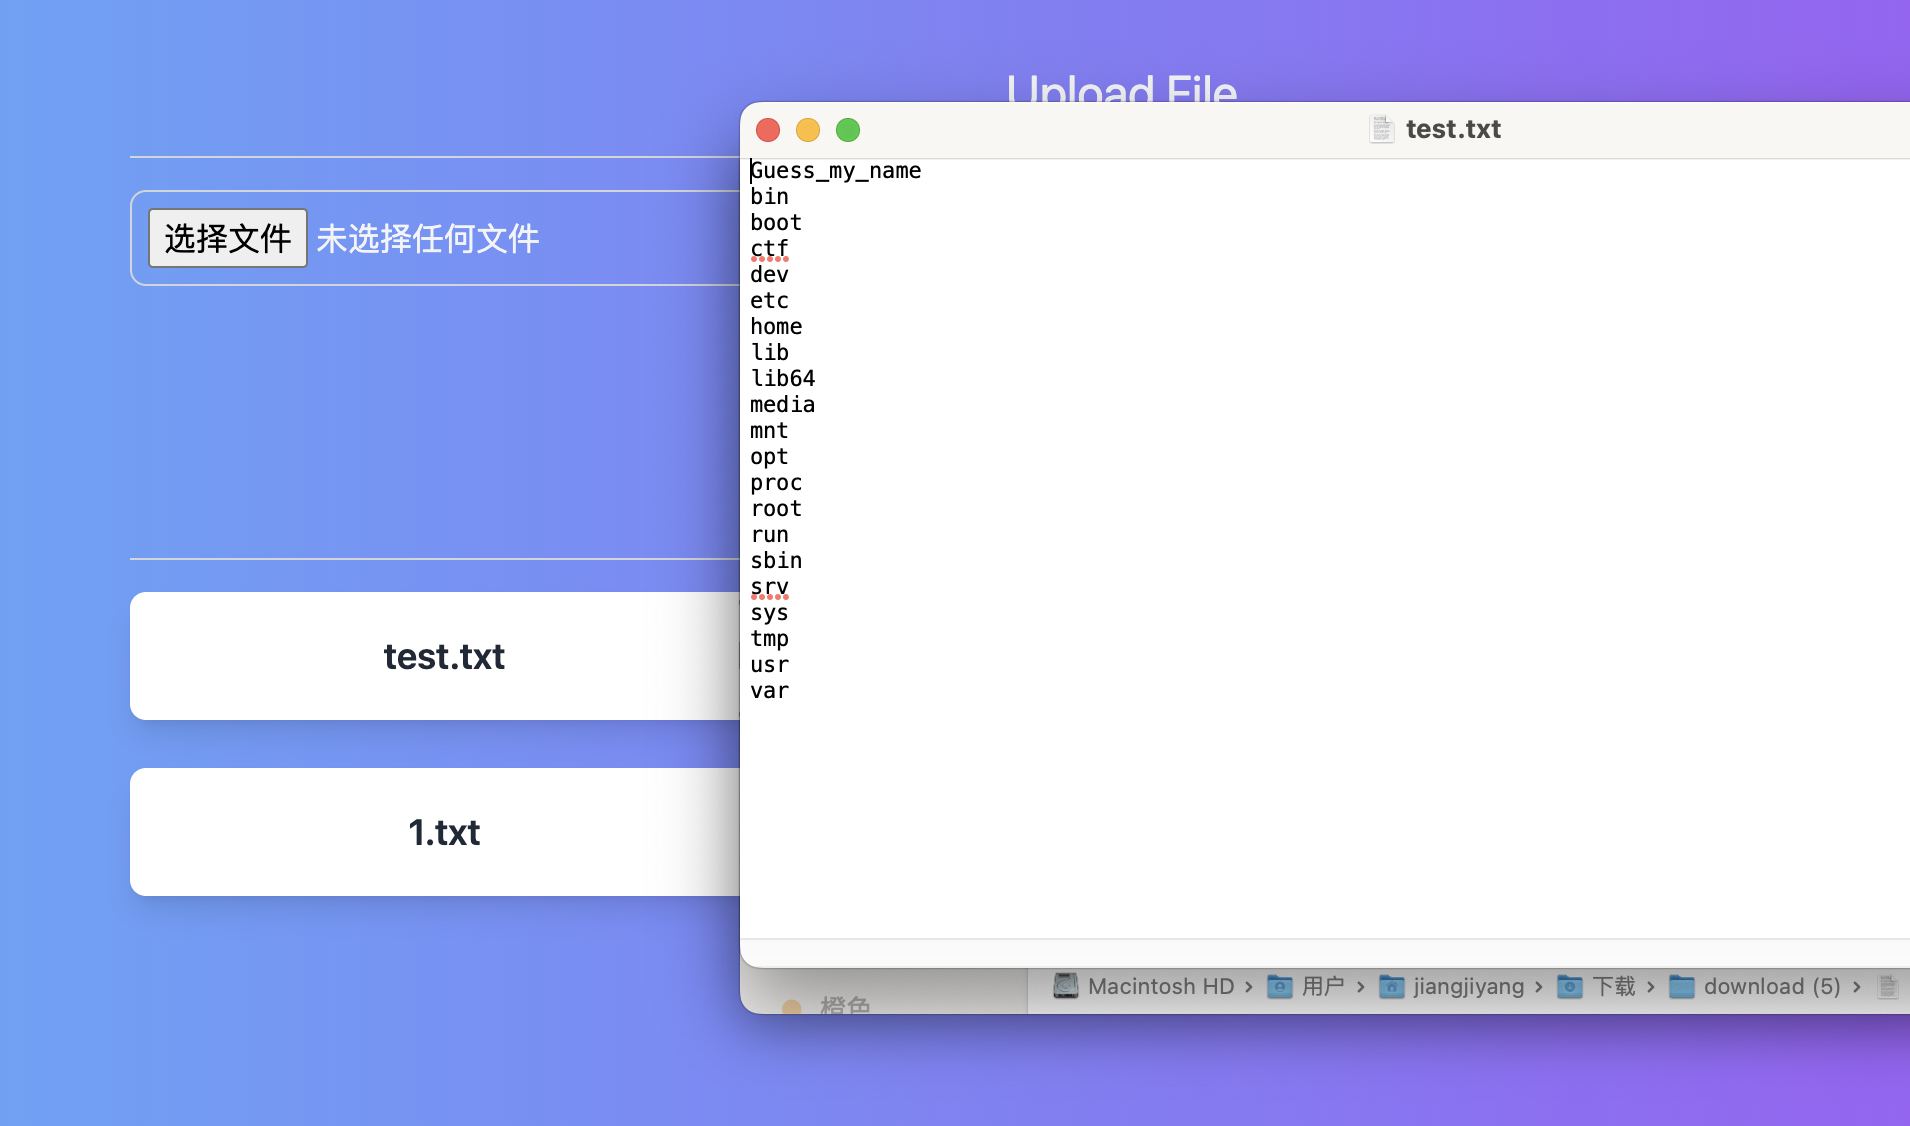 Upload File
选择文件 未选择任何文件
test.txt
1.txt
test.txt
Guess_my_name
bin
boot
ctf
dev
etc
home
lib
lib64
media
mnt
opt
proc
root
run
sbin
srv
sys
tmp
usr
var
橙色
Macintosh HD › 用户 › jiangjiyang › 下载 › download (5) ›